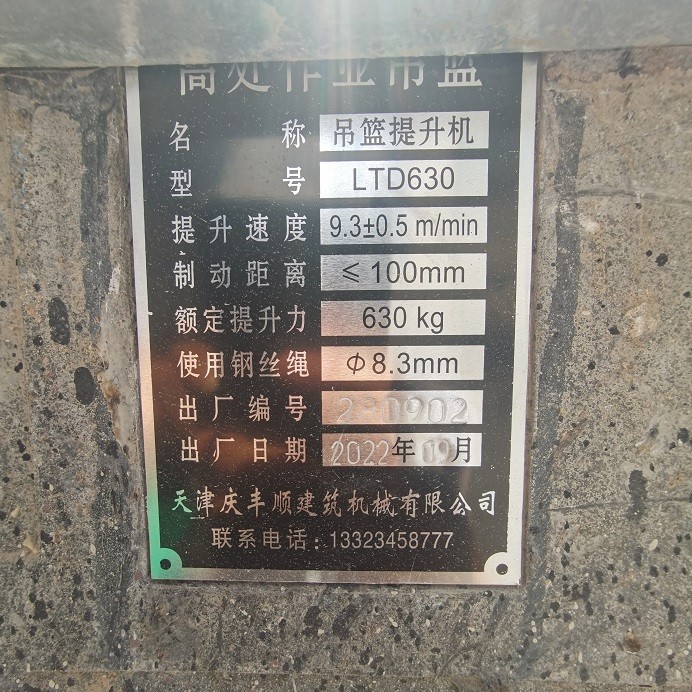 高处作业吊篮
名 称 吊篮提升机
型 号 LTD630
提升速度 9.3±0.5 m/min
制动距离 ≤100mm
额定提升力 630 kg
使用钢丝绳 Φ8.3mm
出厂编号
出厂日期 2022年09月
天津庆丰顺建筑机械有限公司
联系电话：13323458777